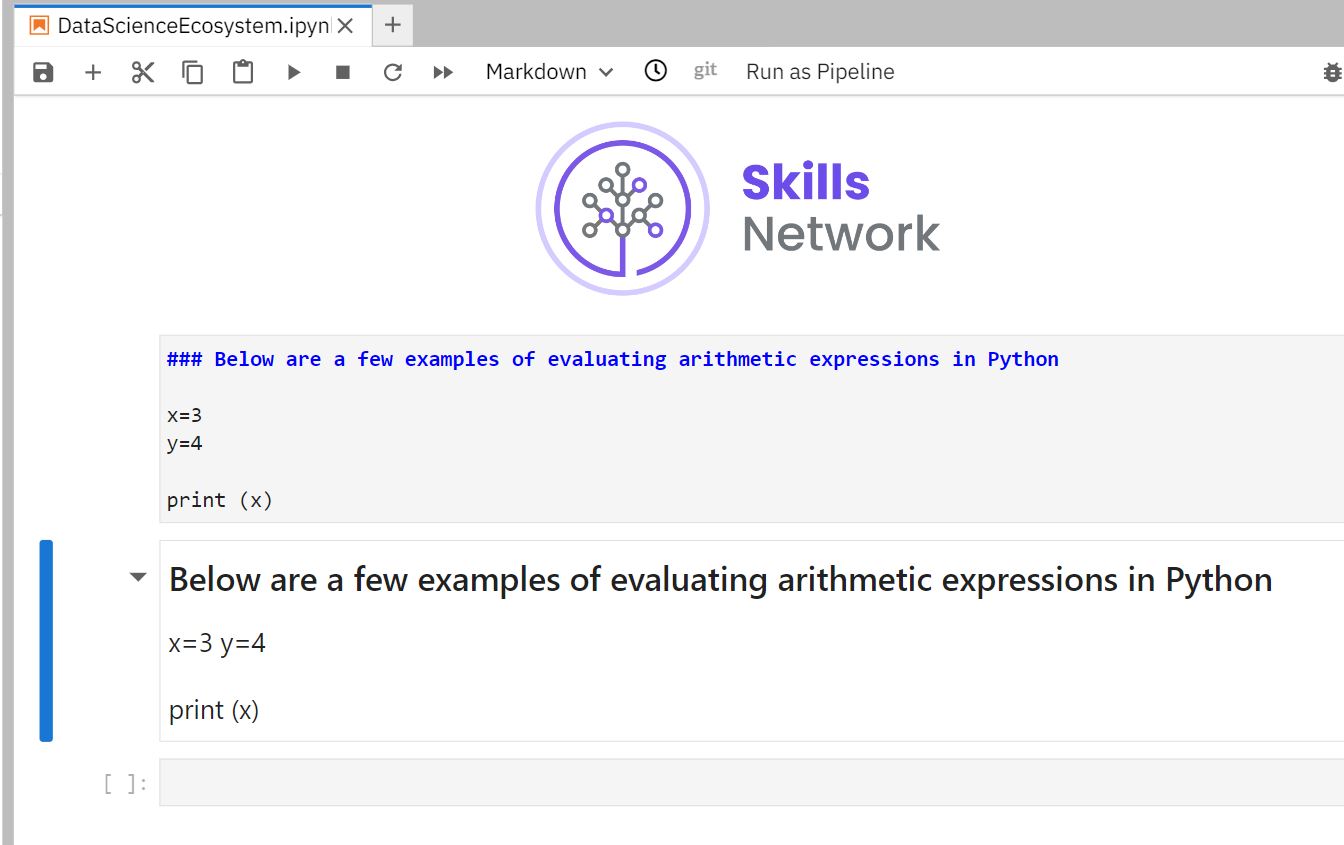 DataScienceEcosystem.ipyn
Markdown
git
Run as Pipeline
Skills
Network
### Below are a few examples of evaluating arithmetic expressions in Python
x=3
y=4
print (x)
Below are a few examples of evaluating arithmetic expressions in Python
x=3 y=4
print (x)
[ ]: